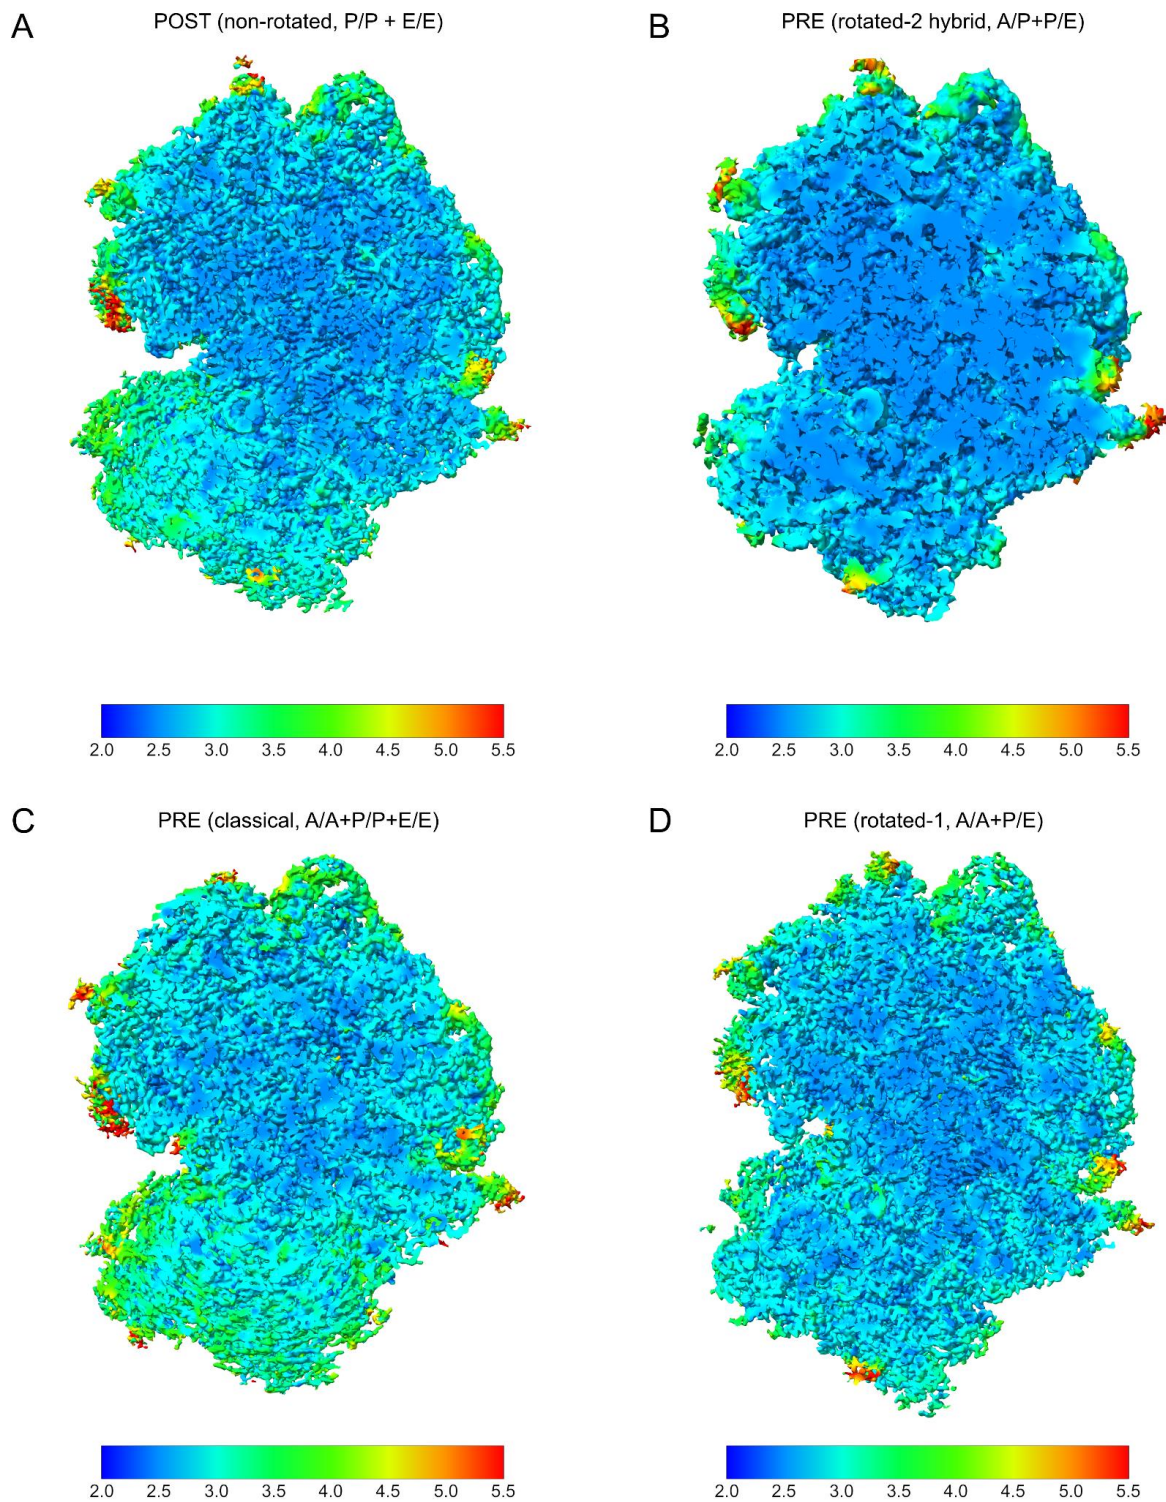 A
POST (non-rotated, P/P + E/E)
B
PRE (rotated-2 hybrid, A/P+P/E)
2.0 2.5 3.0 3.5 4.0 4.5 5.0 5.5
2.0 2.5 3.0 3.5 4.0 4.5 5.0 5.5
C
PRE (classical, A/A+P/P+E/E)
D
PRE (rotated-1, A/A+P/E)
2.0 2.5 3.0 3.5 4.0 4.5 5.0 5.5
2.0 2.5 3.0 3.5 4.0 4.5 5.0 5.5